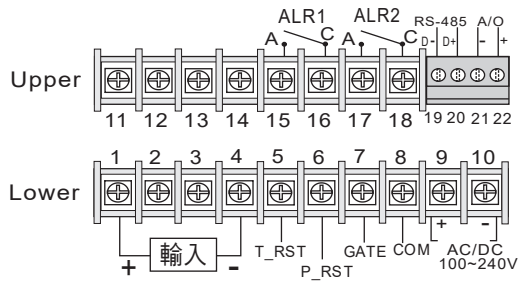 ALR1 ALR2 RS-485 A/O
A C A C D- D+ - +
Upper
11 12 13 14 15 16 17 18 19 20 21 22
1 2 3 4 5 6 7 8 9 10
Lower
+ 輸入 - T_RST P_RST GATE COM + - AC/DC
100~240V